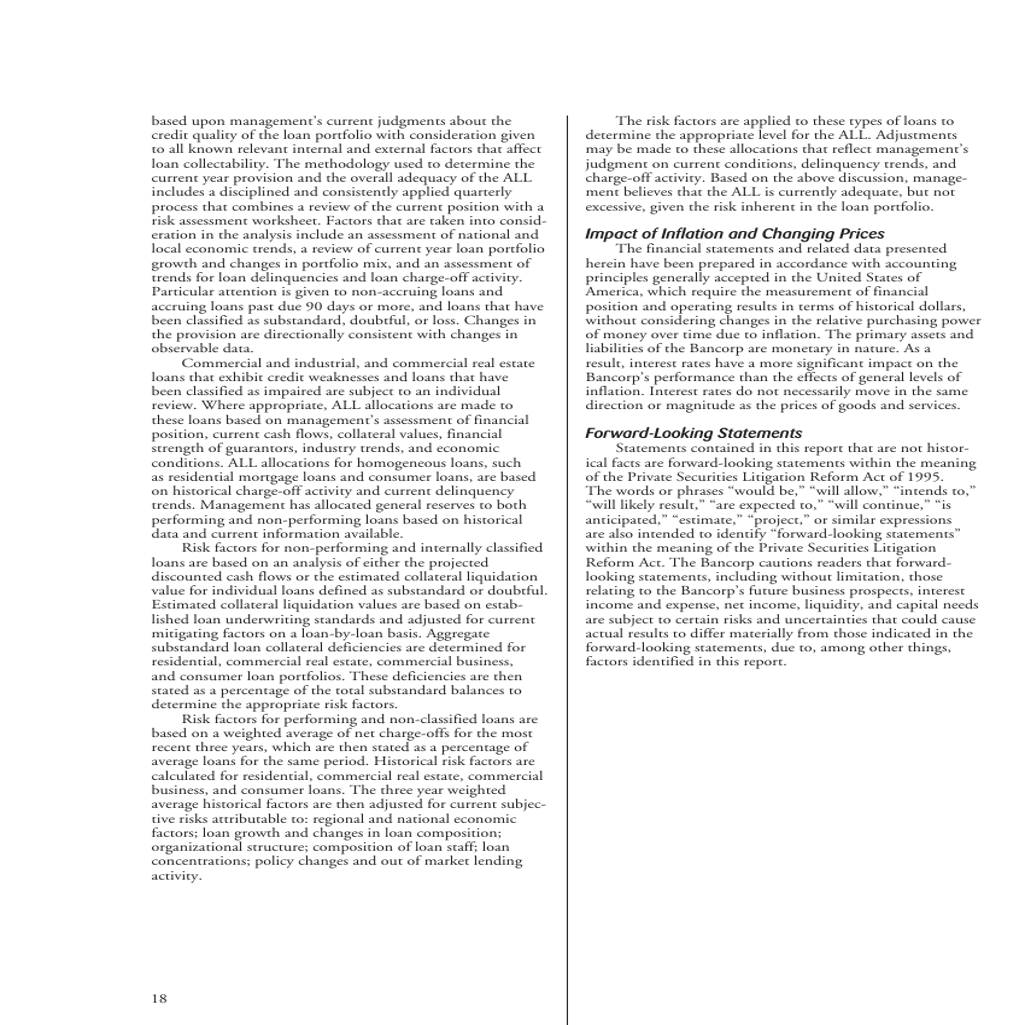 based upon management's current judgments about the
credit quality of the loan portfolio with consideration given
to all known relevant internal and external factors that affect
loan collectability. The methodology used to determine the
current year provision and the overall adequacy of the ALL
includes a disciplined and consistently applied quarterly
process that combines a review of the current position with a
risk assessment worksheet. Factors that are taken into consid-
eration in the analysis include an assessment of national and
local economic trends, a review of current year loan portfolio
growth and changes in portfolio mix, and an assessment of
trends for loan delinquencies and loan charge-off activity.
Particular attention is given to non-accruing loans and
accruing loans past due 90 days or more, and loans that have
been classified as substandard, doubtful, or loss. Changes in
the provision are directionally consistent with changes in
observable data.
Commercial and industrial, and commercial real estate
loans that exhibit credit weaknesses and loans that have
been classified as impaired are subject to an individual
review. Where appropriate, ALL allocations are made to
these loans based on management's assessment of financial
position, current cash flows, collateral values, financial
strength of guarantors, industry trends, and economic
conditions. ALL allocations for homogeneous loans, such
as residential mortgage loans and consumer loans, are based
on historical charge-off activity and current delinquency
trends. Management has allocated general reserves to both
performing and non-performing loans based on historical
data and current information available.
Risk factors for non-performing and internally classified
loans are based on an analysis of either the projected
discounted cash flows or the estimated collateral liquidation
value for individual loans defined as substandard or doubtful.
Estimated collateral liquidation values are based on estab-
lished loan underwriting standards and adjusted for current
mitigating factors on a loan-by-loan basis. Aggregate
substandard loan collateral deficiencies are determined for
residential, commercial real estate, commercial business,
and consumer loan portfolios. These deficiencies are then
stated as a percentage of the total substandard balances to
determine the appropriate risk factors.
Risk factors for performing and non-classified loans are
based on a weighted average of net charge-offs for the most
recent three years, which are then stated as a percentage of
average loans for the same period. Historical risk factors are
calculated for residential, commercial real estate, commercial
business, and consumer loans. The three year weighted
average historical factors are then adjusted for current subjec-
tive risks attributable to: regional and national economic
factors; loan growth and changes in loan composition;
organizational structure; composition of loan staff; loan
concentrations; policy changes and out of market lending
activity.
The risk factors are applied to these types of loans to
determine the appropriate level for the ALL. Adjustments
may be made to these allocations that reflect management's
judgment on current conditions, delinquency trends, and
charge-off activity. Based on the above discussion, manage-
ment believes that the ALL is currently adequate, but not
excessive, given the risk inherent in the loan portfolio.
Impact of Inflation and Changing Prices
The financial statements and related data presented
herein have been prepared in accordance with accounting
principles generally accepted in the United States of
America, which require the measurement of financial
position and operating results in terms of historical dollars,
without considering changes in the relative purchasing power
of money over time due to inflation. The primary assets and
liabilities of the Bancorp are monetary in nature. As a
result, interest rates have a more significant impact on the
Bancorp's performance than the effects of general levels of
inflation. Interest rates do not necessarily move in the same
direction or magnitude as the prices of goods and services.
Forward-Looking Statements
Statements contained in this report that are not histor-
ical facts are forward-looking statements within the meaning
of the Private Securities Litigation Reform Act of 1995.
The words or phrases “would be,” “will allow,” “intends to,”
“will likely result,” “are expected to,” “will continue,” “is
anticipated,” “estimate,” “project,” or similar expressions
are also intended to identify “forward-looking statements”
within the meaning of the Private Securities Litigation
Reform Act. The Bancorp cautions readers that forward-
looking statements, including without limitation, those
relating to the Bancorp's future business prospects, interest
income and expense, net income, liquidity, and capital needs
are subject to certain risks and uncertainties that could cause
actual results to differ materially from those indicated in the
forward-looking statements, due to, among other things,
factors identified in this report.
18